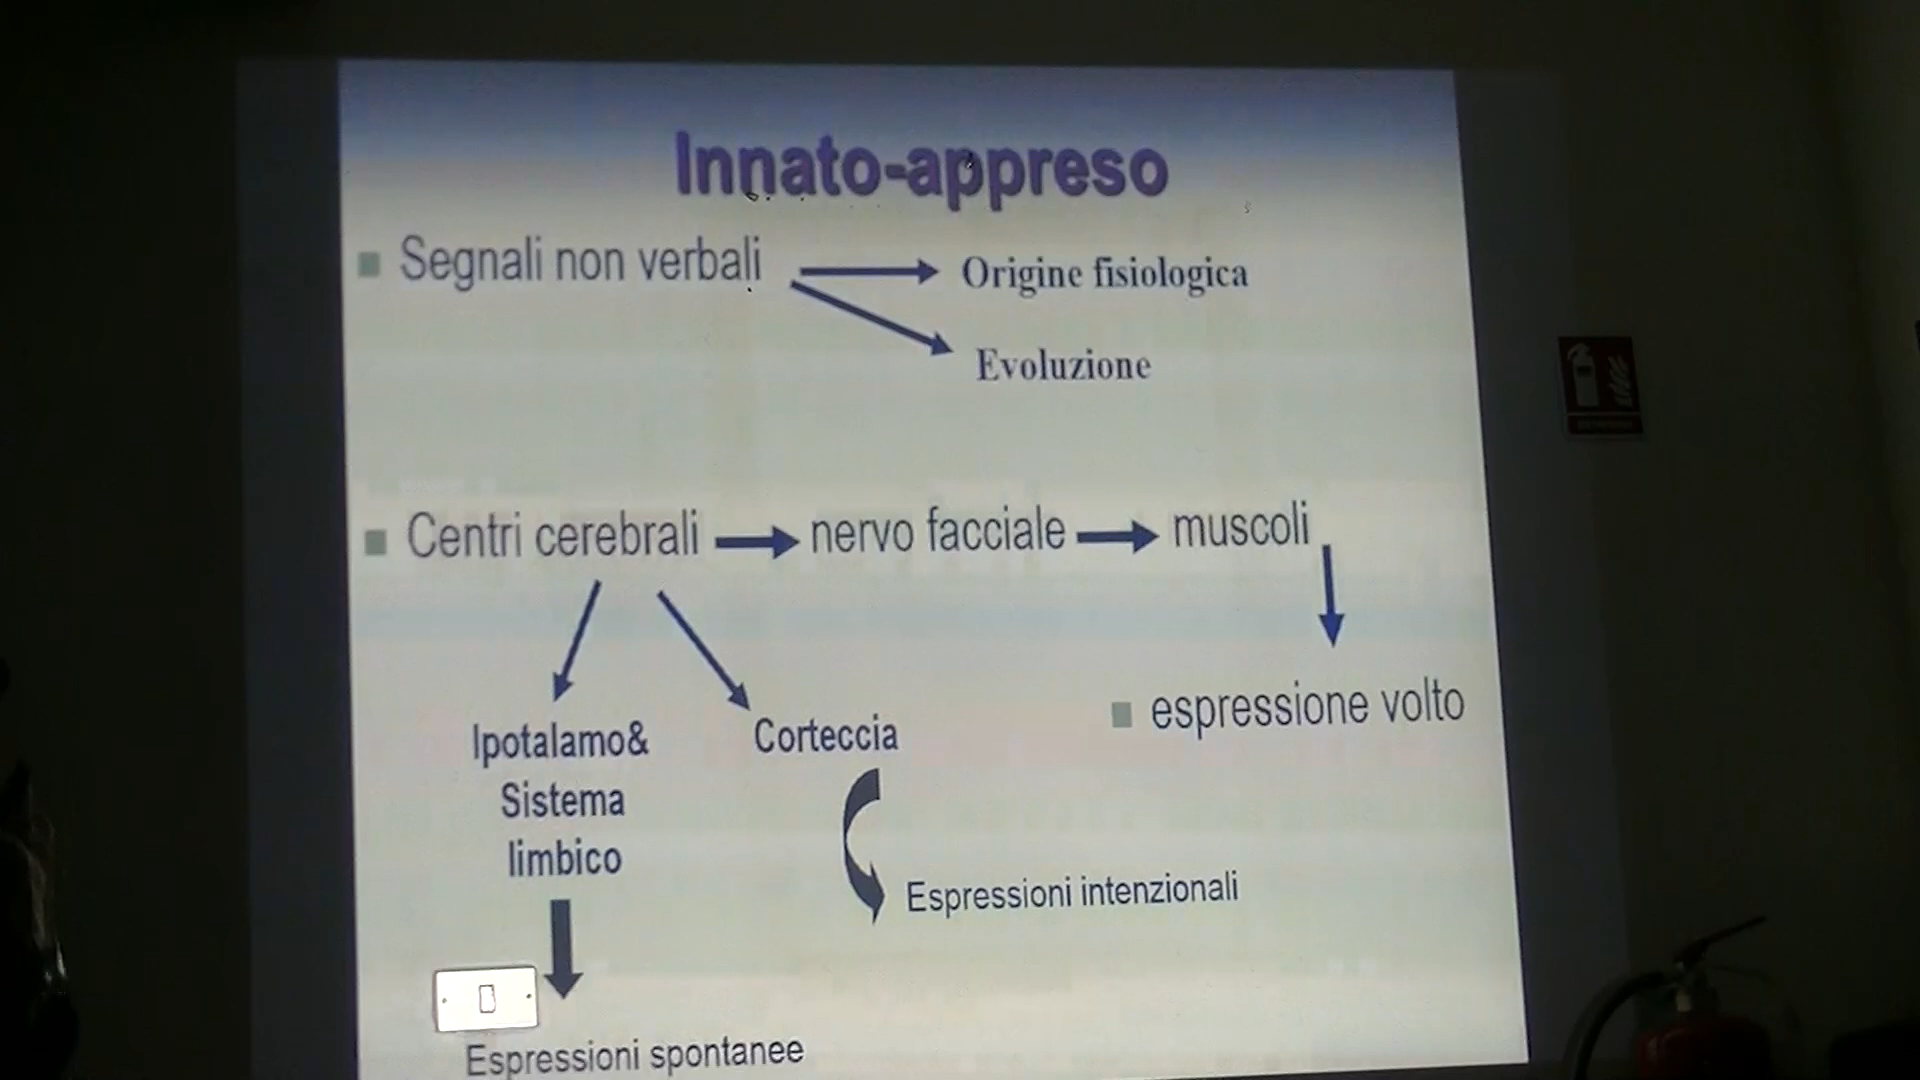 Innato-appreso
Segnali non verbali
Origine fisiologica
Evoluzione
Centri cerebrali
nervo facciale
muscoli
espressione volto
Ipotalamo&
Sistema
limbico
Corteccia
Espressioni intenzionali
Espressioni spontanee